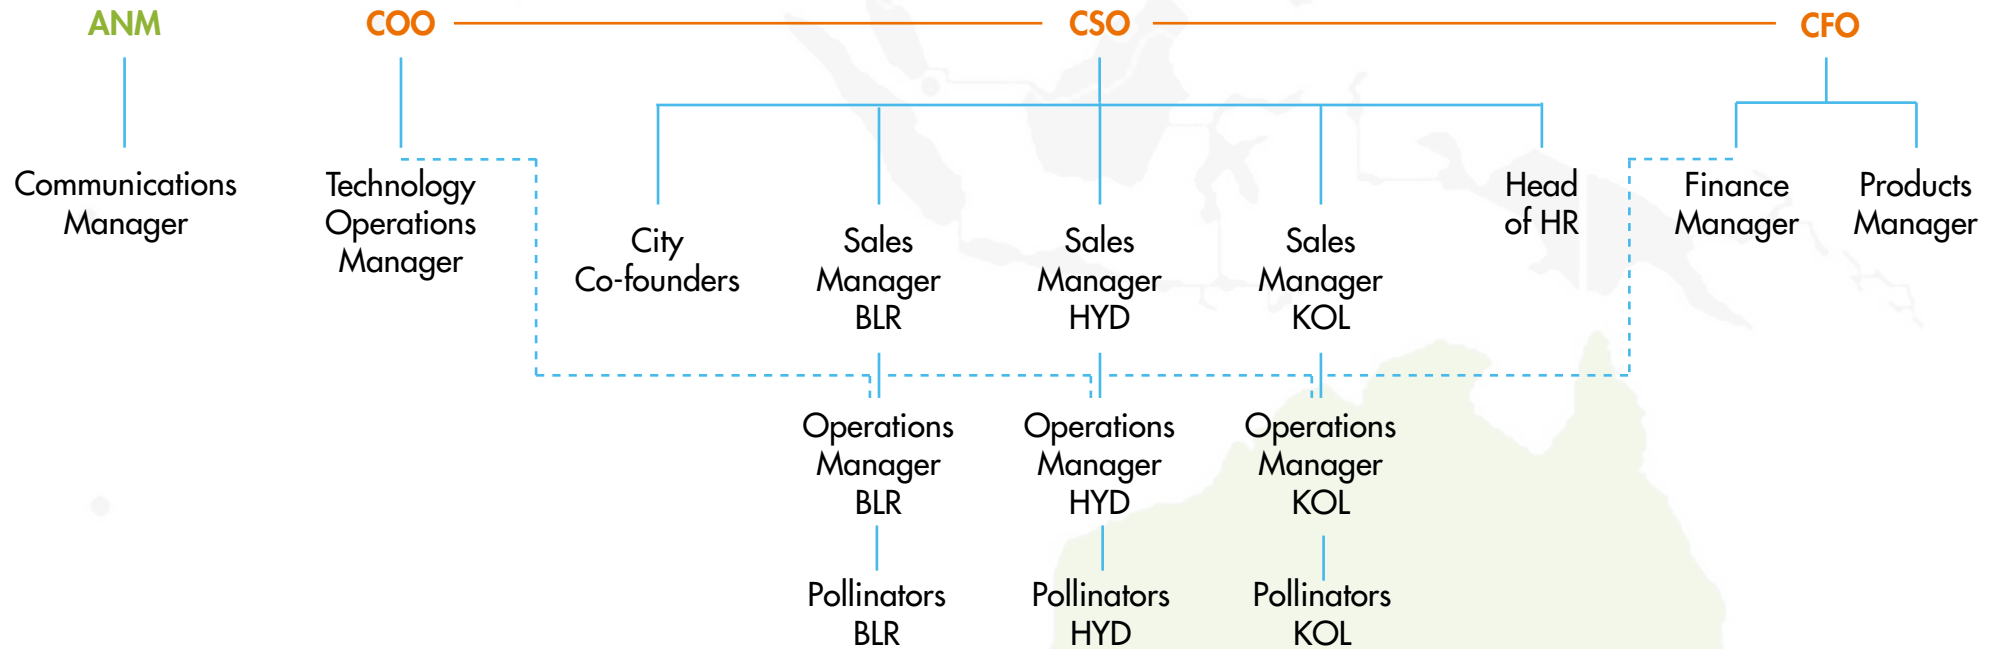 ANM
COO
CSO
CFO
Communications
Manager
Technology
Operations
Manager
City
Co-founders
Sales
Manager
BLR
Sales
Manager
HYD
Sales
Manager
KOL
Head
of HR
Finance
Manager
Products
Manager
Operations
Manager
BLR
Operations
Manager
HYD
Operations
Manager
KOL
Pollinators
BLR
Pollinators
HYD
Pollinators
KOL